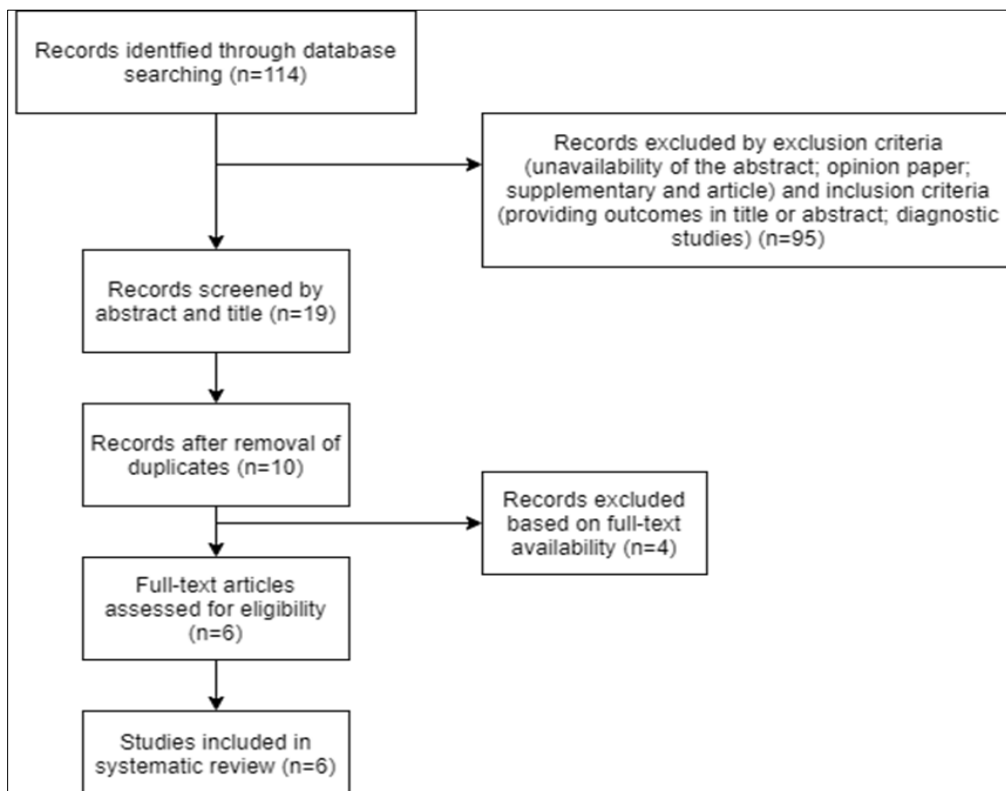 Records identfied through database
searching (n=114)
Records excluded by exclusion criteria
(unavailability of the abstract; opinion paper;
supplementary and article) and inclusion criteria
(providing outcomes in title or abstract; diagnostic
studies) (n=95)
Records screened by
abstract and title (n=19)
Records after removal of
duplicates (n=10)
Records excluded
based on full-text
availability (n=4)
Full-text articles
assessed for eligibility
(n=6)
Studies included in
systematic review (n=6)